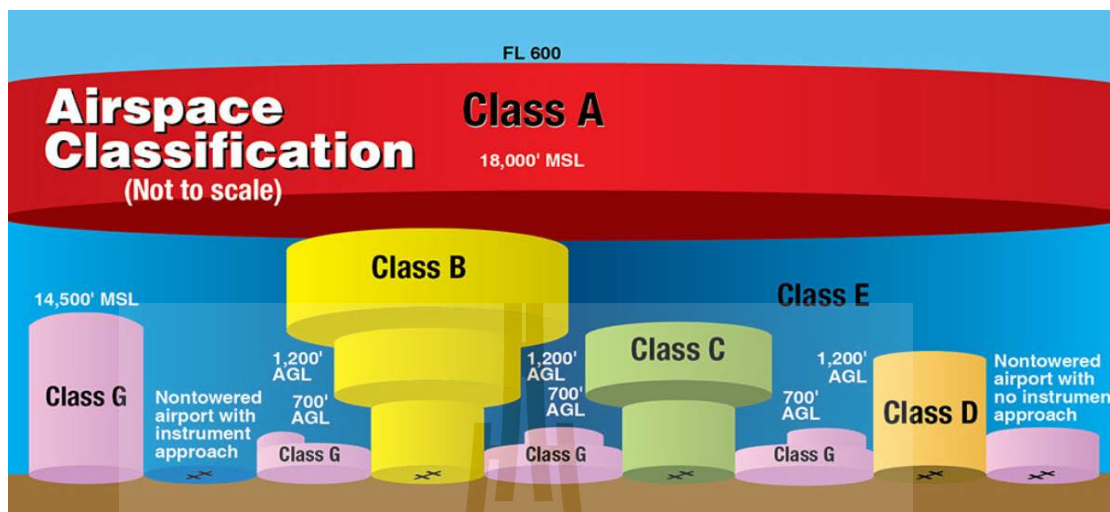 FL 600
Airspace
Classification
(Not to scale)
Class A
18,000' MSL
Class B
Class E
14,500' MSL
Class G
Nontowered
airport with
instrument
approach
1,200'
AGL
700'
AGL
Class G
1,200'
AGL
700'
AGL
Class G
Class C
1,200'
AGL
700'
AGL
Class G
Class D
Nontowered
airport with
no instrumen
approach